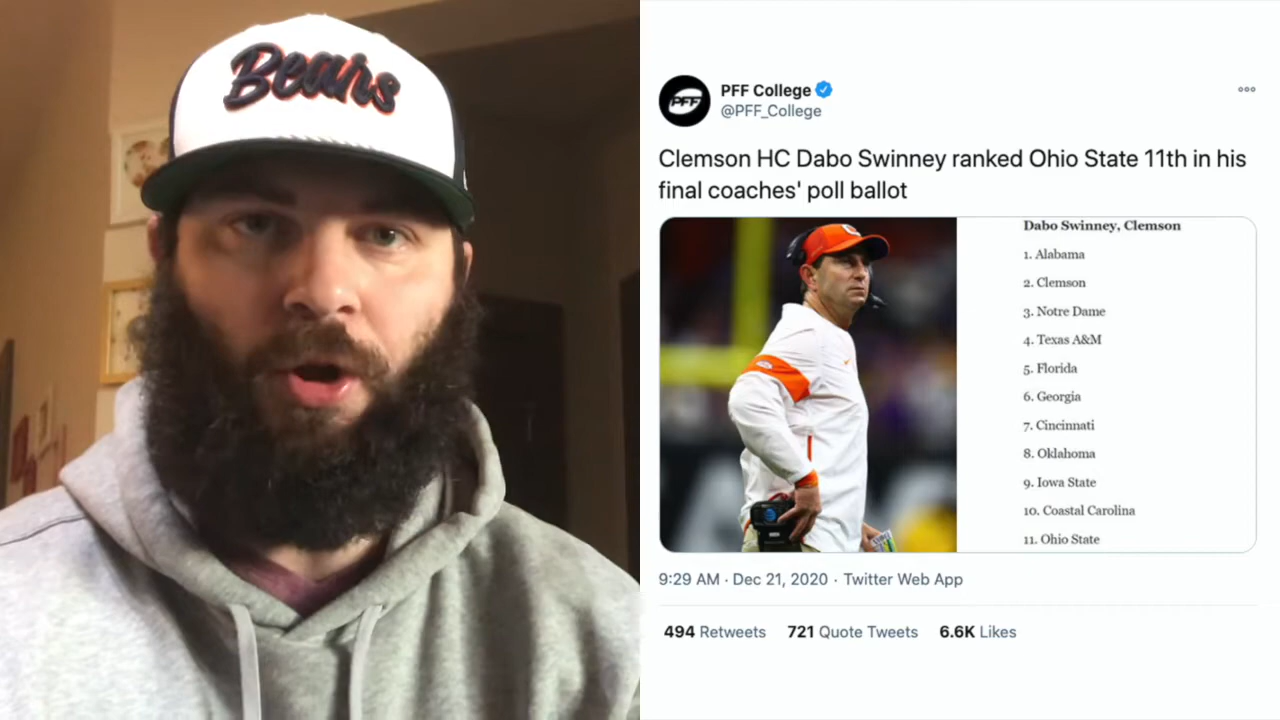 Bears
PFF
PFF College
@PFF_College
Clemson HC Dabo Swinney ranked Ohio State 11th in his
final coaches' poll ballot
Dabo Swinney, Clemson
1. Alabama
2. Clemson
3. Notre Dame
4. Texas A&M
5. Florida
6. Georgia
7. Cincinnati
8. Oklahoma
9. Iowa State
10. Coastal Carolina
11. Ohio State
AT&T
9:29 AM · Dec 21, 2020 · Twitter Web App
494 Retweets 721 Quote Tweets 6.6K Likes